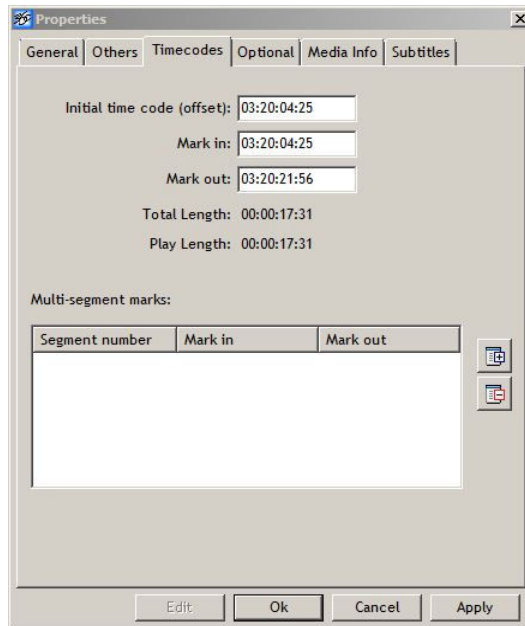 Properties
General Others Timecodes Optional Media Info Subtitles
Initial time code (offset): 03:20:04:25
Mark in: 03:20:04:25
Mark out: 03:20:21:56
Total Length: 00:00:17:31
Play Length: 00:00:17:31
Multi-segment marks:
Segment number Mark in Mark out
Edit Ok Cancel Apply